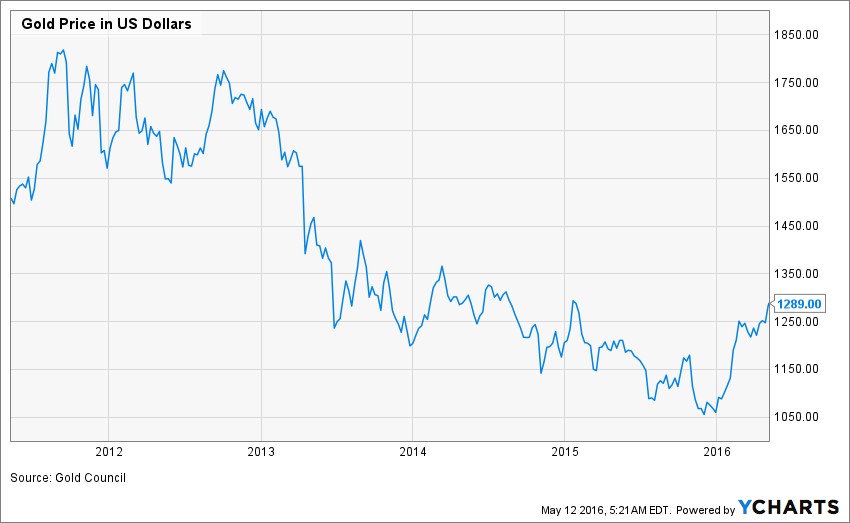 Gold Price in US Dollars
1850.00
1750.00
1650.00
1550.00
1450.00
1350.00
1289.00
1250.00
1150.00
1050.00
2012 2013 2014 2015 2016
Source: Gold Council
May 12 2016, 5:21AM EDT. Powered by YCHARTS